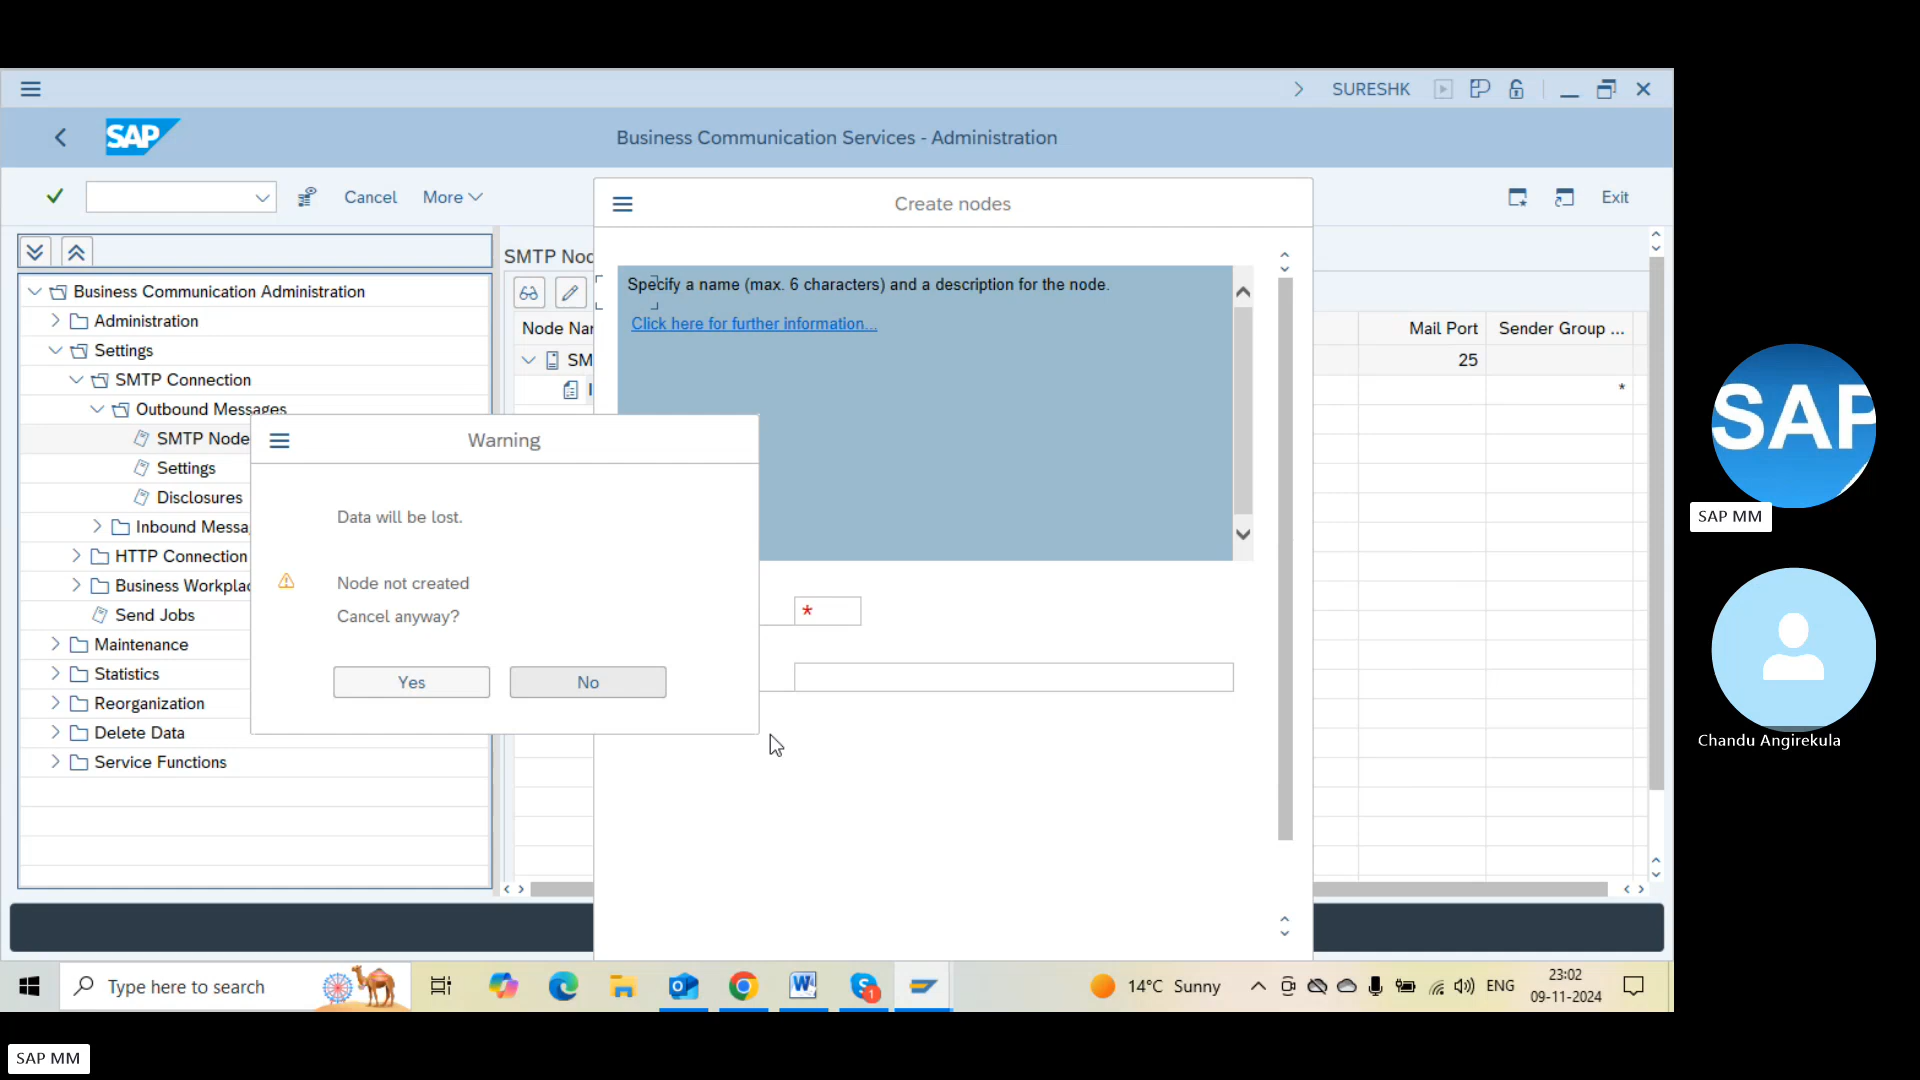 SURESHK
SAP
Business Communication Services - Administration
Cancel
More
Create nodes
Exit
SMTP Noc
Specify a name (max. 6 characters) and a description for the node.
Click here for further information...
Node Nar
Mail Port
Sender Group ...
SM
25
*
Business Communication Administration
Administration
Settings
SMTP Connection
Outbound Messages
SMTP Node
Settings
Disclosures
Inbound Messa
HTTP Connection
Business Workplac
Send Jobs
Maintenance
Statistics
Reorganization
Delete Data
Service Functions
Warning
Data will be lost.
Node not created
Cancel anyway?
Yes
No
*
SAP
SAP MM
Chandu Angirekula
Type here to search
14°C Sunny
ENG
23:02
09-11-2024
1
SAP MM